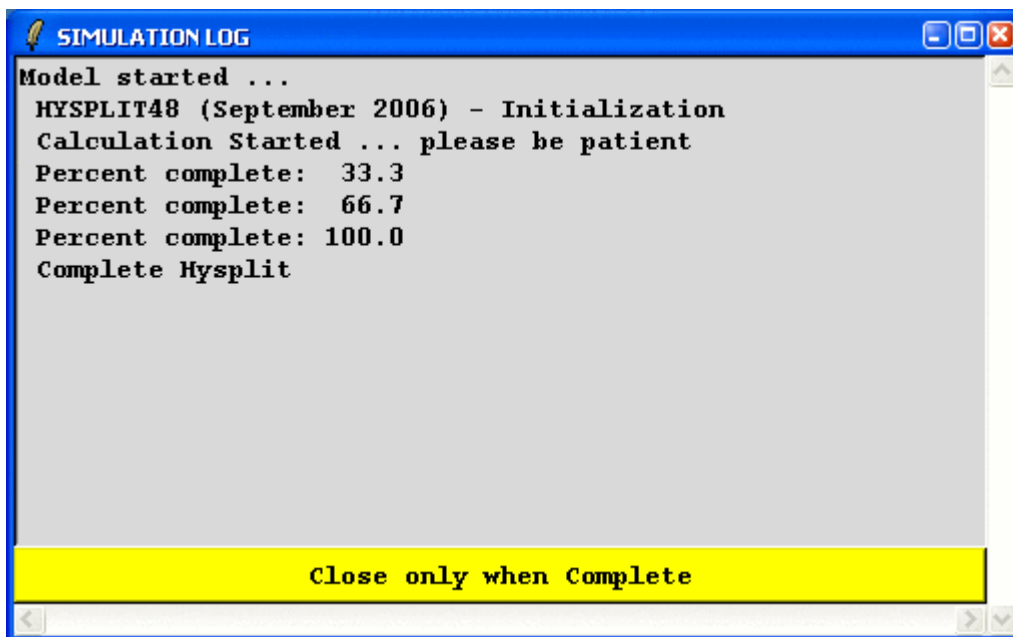 SIMULATION LOG
Model started ...
HYSPLIT48 (September 2006) - Initialization
Calculation Started ... please be patient
Percent complete:  33.3
Percent complete:  66.7
Percent complete: 100.0
Complete Hysplit
Close only when Complete